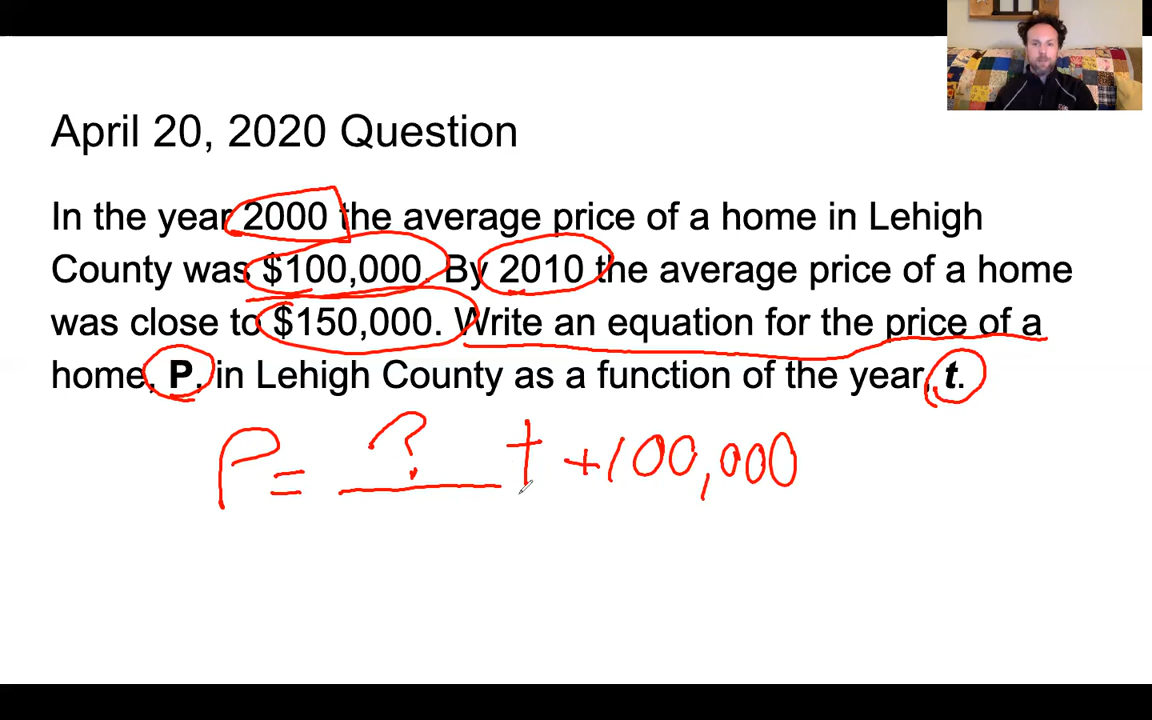 April 20, 2020 Question
In the year 2000 the average price of a home in Lehigh
County was $100,000. By 2010 the average price of a home
was close to $150,000. Write an equation for the price of a
home, P, in Lehigh County as a function of the year, t.
P = ? t + 100,000